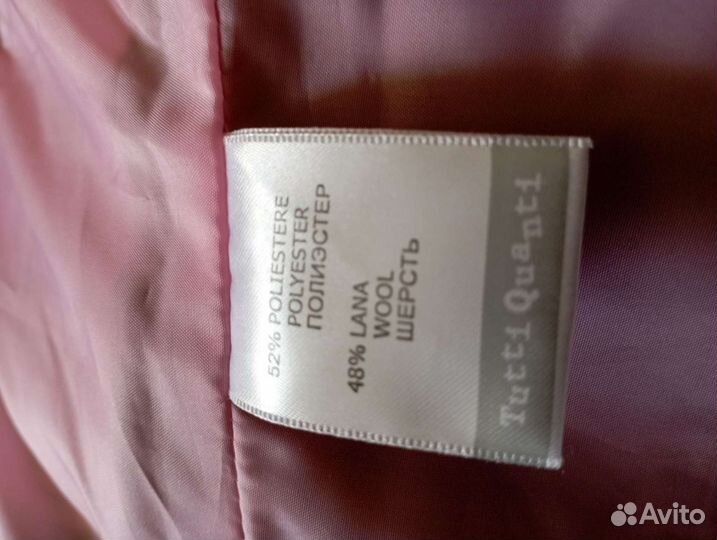 52% POLIESTERE
POLYESTER
ПОЛИЭСТЕР
48% LANA
WOOL
ШЕРСТЬ
Tutti Quanti
Avito